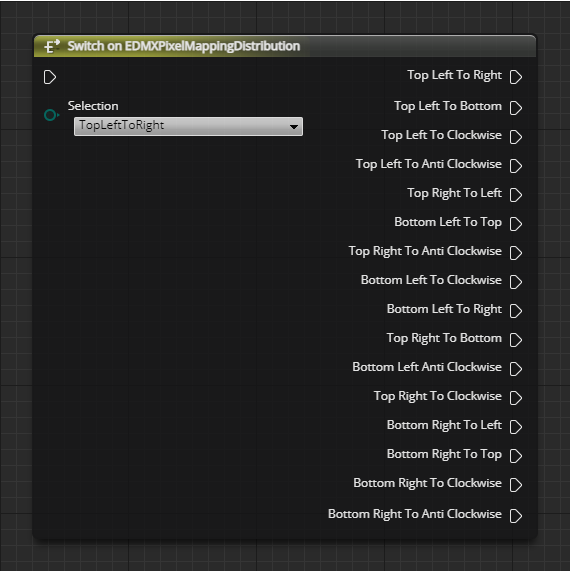 Switch on EDMXPixelMappingDistribution
Top Left To Right
Selection
TopLeftToRight
Top Left To Bottom
Top Left To Clockwise
Top Left To Anti Clockwise
Top Right To Left
Bottom Left To Top
Top Right To Anti Clockwise
Bottom Left To Clockwise
Bottom Left To Right
Top Right To Bottom
Bottom Left Anti Clockwise
Top Right To Clockwise
Bottom Right To Left
Bottom Right To Top
Bottom Right To Clockwise
Bottom Right To Anti Clockwise